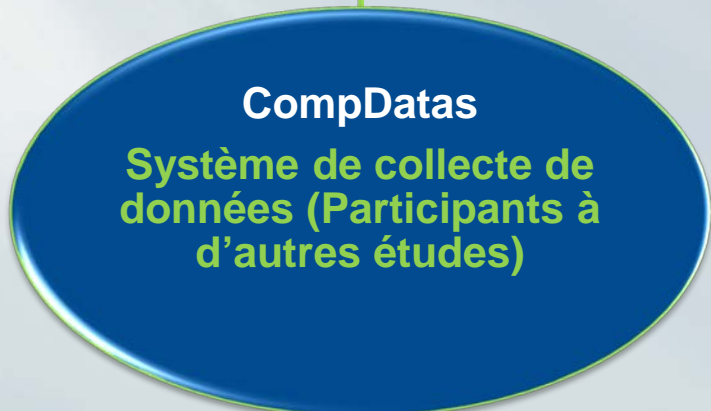 CompDatas
Système de collecte de
données (Participants à
d’autres études)